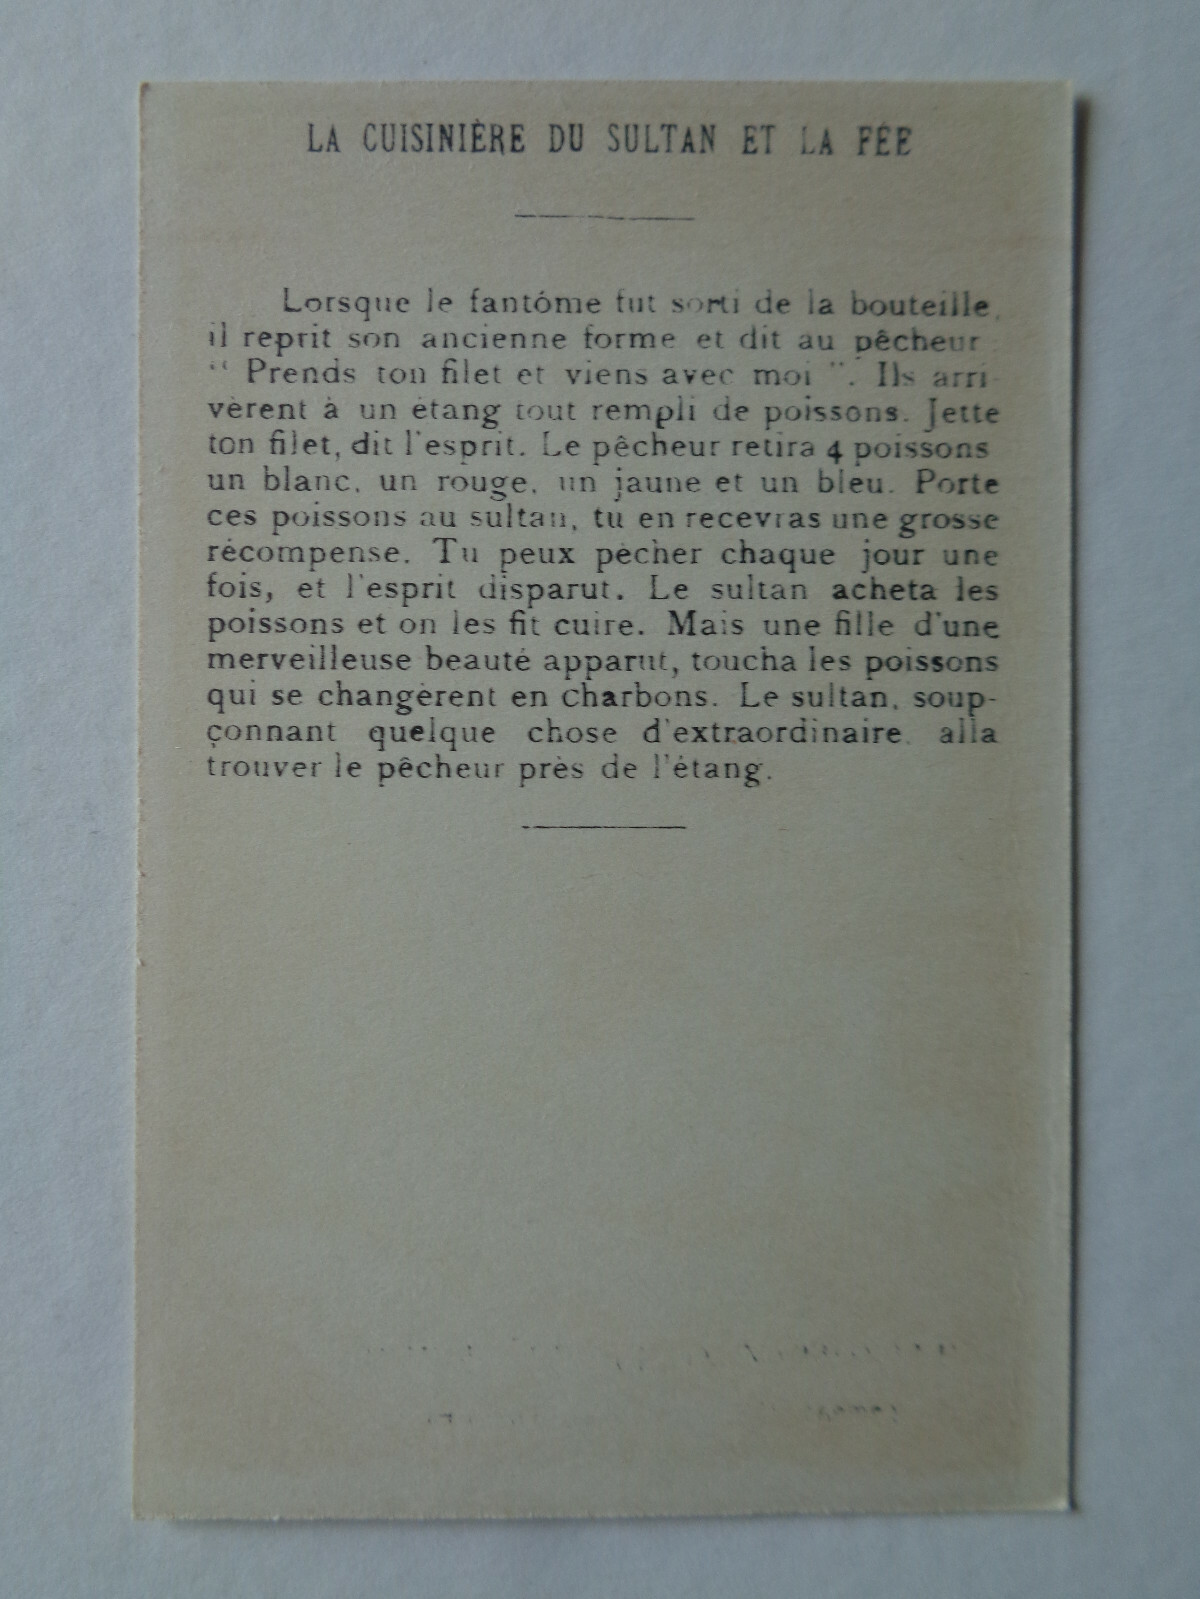 LA CUISINIÈRE DU SULTAN ET LA FÉE
Lorsque le fantôme fut sorti de la bouteille,
il reprit son ancienne forme et dit au pêcheur :
“ Prends ton filet et viens avec moi ”. Ils arri-
vèrent à un étang tout rempli de poissons. Jette
ton filet, dit l'esprit. Le pêcheur retira 4 poissons
un blanc, un rouge, un jaune et un bleu. Porte
ces poissons au sultan, tu en recevras une grosse
récompense. Tu peux pêcher chaque jour une
fois, et l'esprit disparut. Le sultan acheta les
poissons et on les fit cuire. Mais une fille d'une
merveilleuse beauté apparut, toucha les poissons
qui se changèrent en charbons. Le sultan, soup-
çonnant quelque chose d'extraordinaire, alla
trouver le pêcheur près de l'étang.